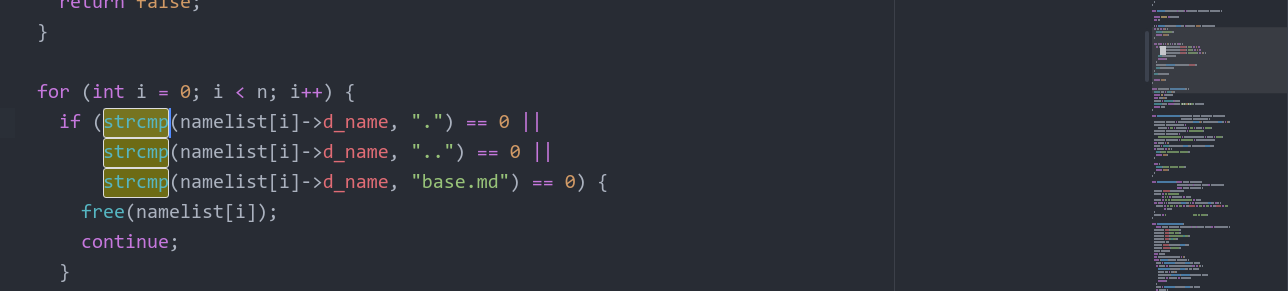 return false;
}
for (int i = 0; i < n; i++) {
if (strcmp(namelist[i]->d_name, ".") == 0 ||
strcmp(namelist[i]->d_name, "..") == 0 ||
strcmp(namelist[i]->d_name, "base.md") == 0) {
free(namelist[i]);
continue;
}